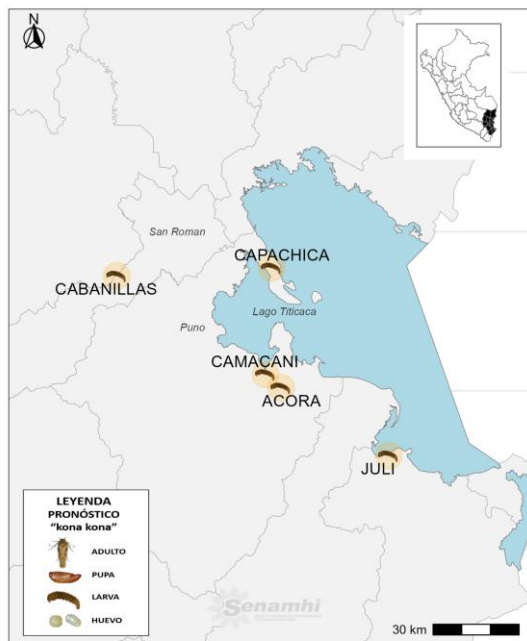 N
San Roman
CAPACHICA
CABANILLAS
Lago Titicaca
Puno
CAMACANI
ACORA
JULI
LEYENDA
PRONÓSTICO
"kona kona"
ADULTO
PUPA
LARVA
HUEVO
Senamhi
30 km